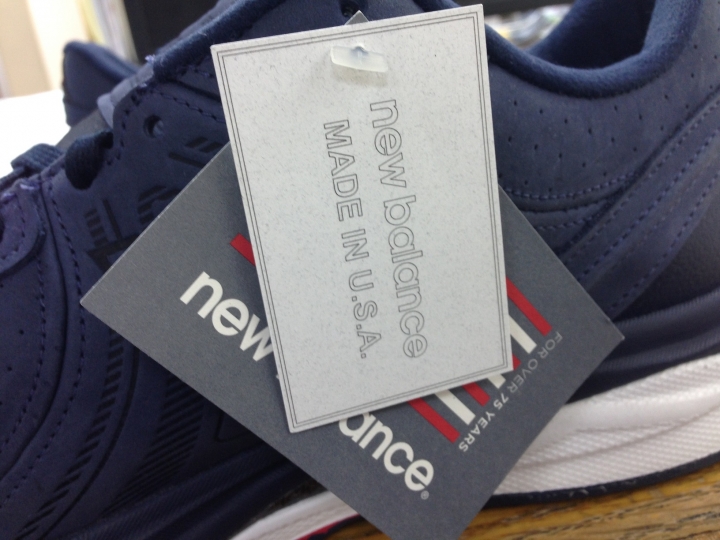 new balance
MADE IN U.S.A.
new ance®
FOR OVER 75 YEARS